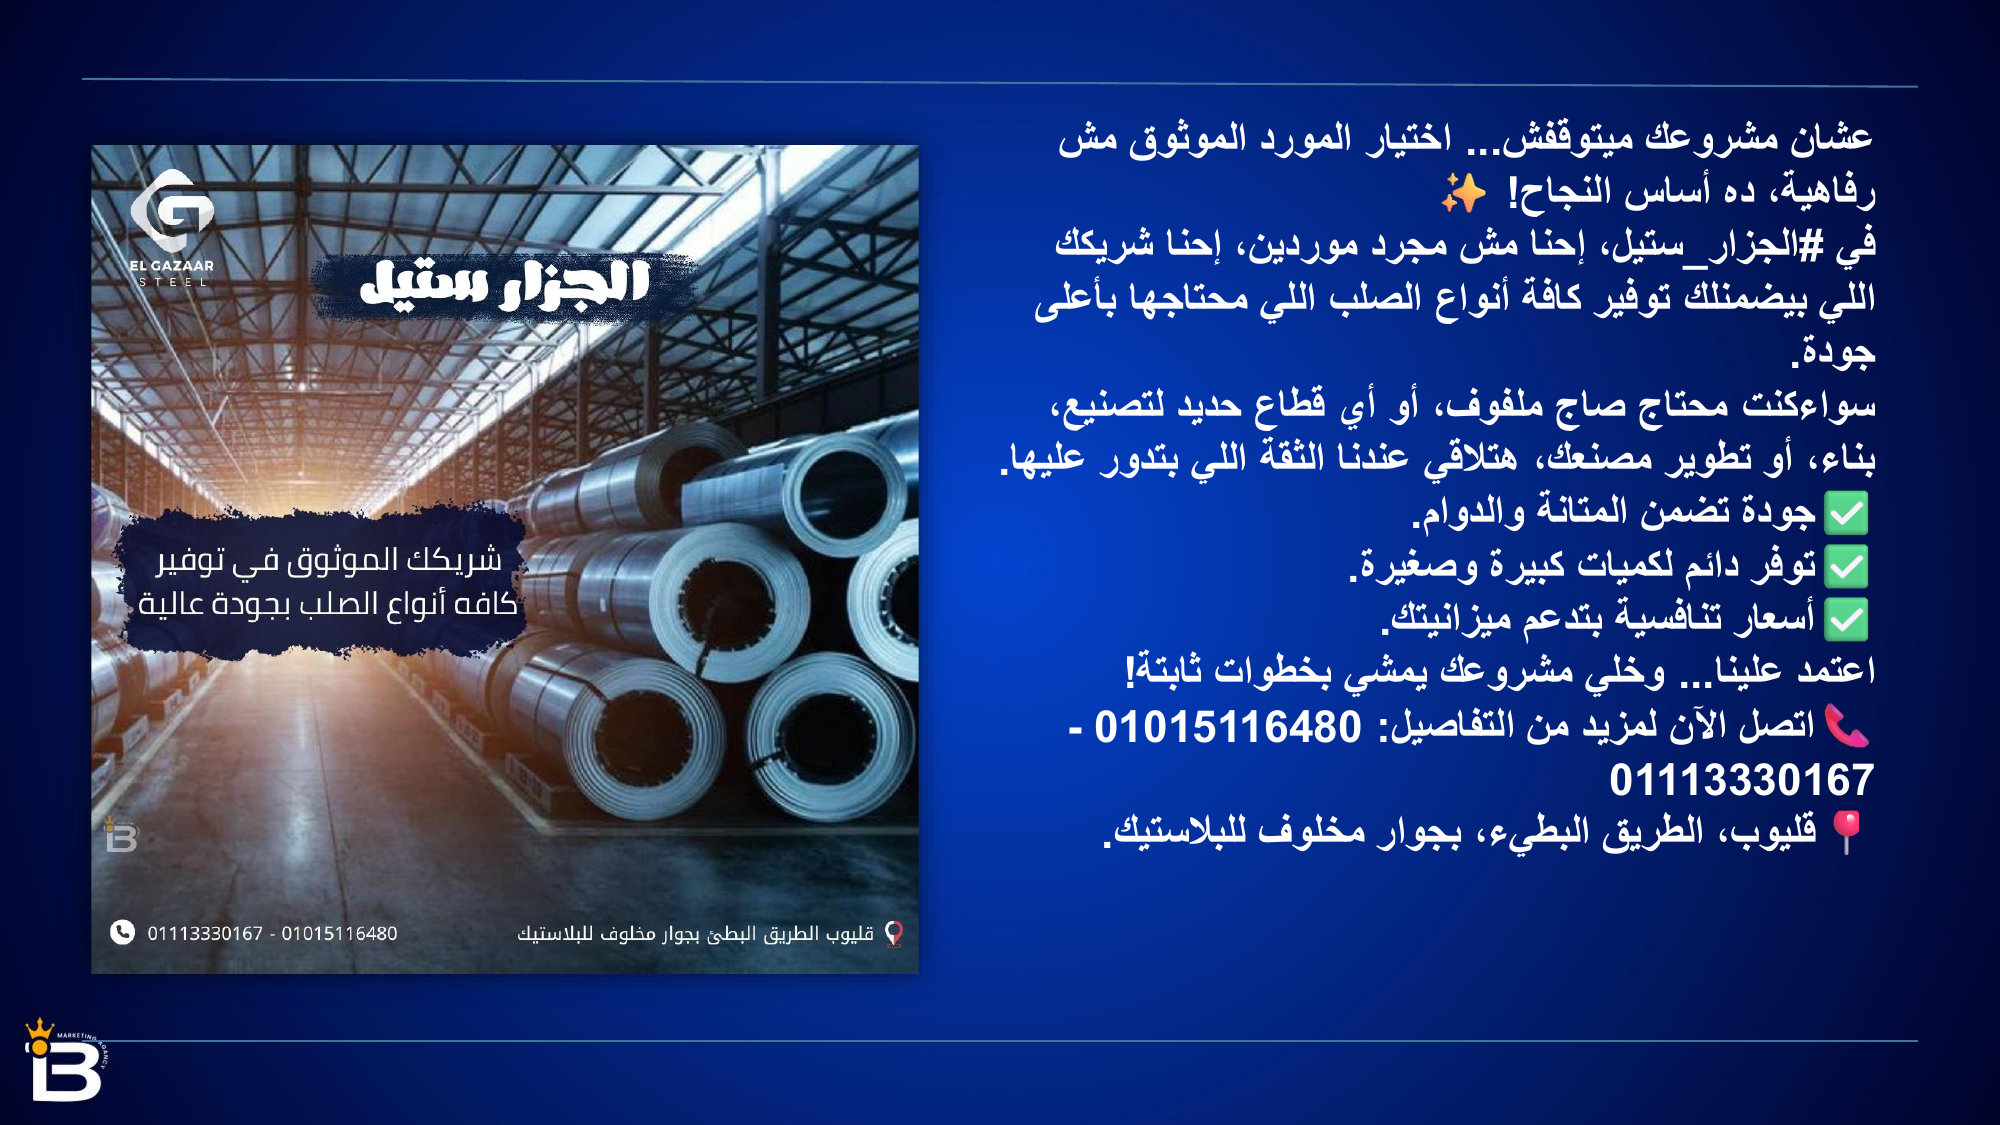 عشان مشروعك ميتوقفش... اختيار المورد الموثوق مش
رفاهية، ده أساس النجاح! ✨
في #الجزار_ستيل، إحنا مش مجرد موردين، إحنا شريكك
اللي بيضمنلك توفير كافة أنواع الصلب اللي محتاجها بأعلى
جودة.
سواءكنت محتاج صاج ملفوف، أو أي قطاع حديد لتصنيع،
بناء، أو تطوير مصنعك، هتلاقي عندنا الثقة اللي بتدور عليها.
✅ جودة تضمن المتانة والدوام.
✅ توفر دائم لكميات كبيرة وصغيرة.
✅ أسعار تنافسية بتدعم ميزانيتك.
اعتمد علينا... وخلي مشروعك يمشي بخطوات ثابتة!
📞 اتصل الآن لمزيد من التفاصيل: 01015116480 -
01113330167
📍 قليوب، الطريق البطيء، بجوار مخلوف للبلاستيك.
EL GAZAAR
STEEL
الجزار ستيل
شريكك الموثوق في توفير
كافه أنواع الصلب بجودة عالية
iB
قليوب الطريق البطئ بجوار مخلوف للبلاستيك
01113330167 - 01015116480
MARKETING AGANCY
iB